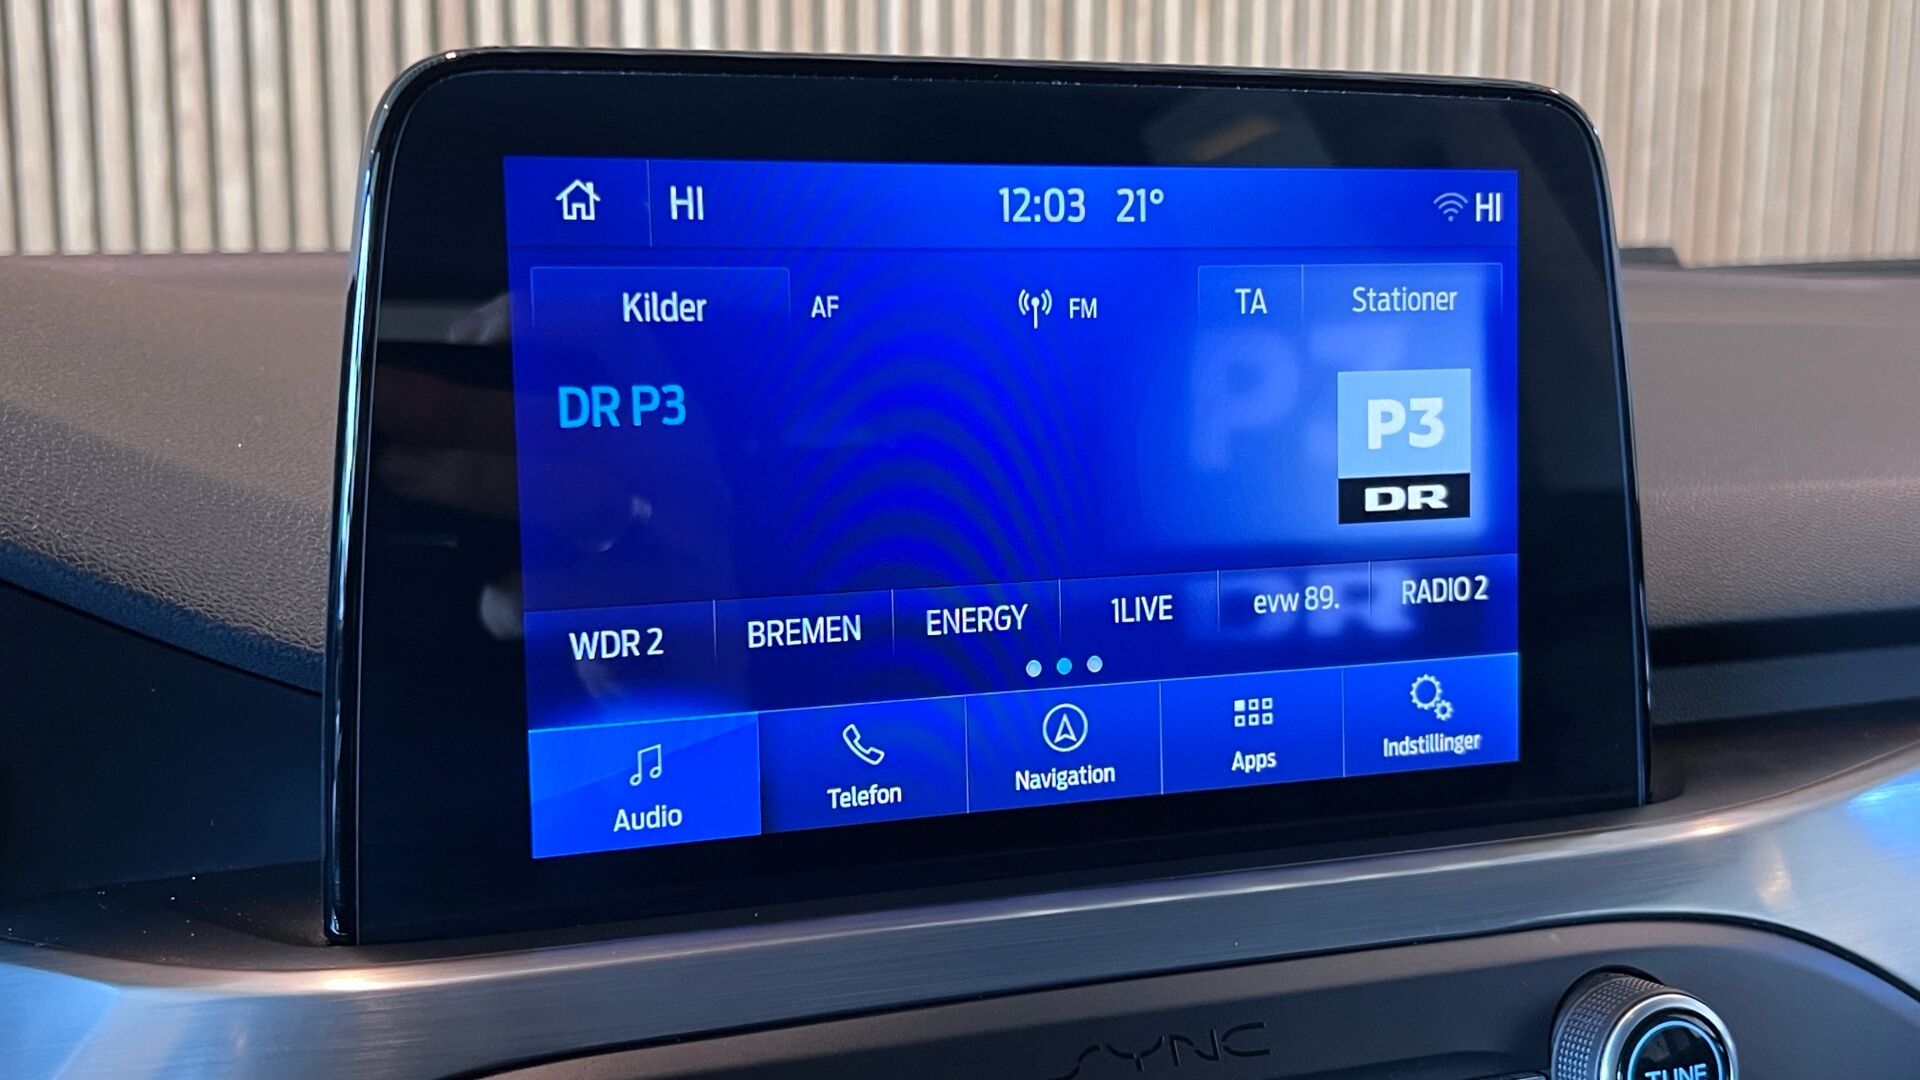 HI 12:03 21° HI
Kilder AF FM TA Stationer
DR P3
P3
DR
WDR 2 BREMEN ENERGY 1LIVE evw 89. RADIO 2
Audio Telefon Navigation Apps Indstillinger
SYNC
TUNE